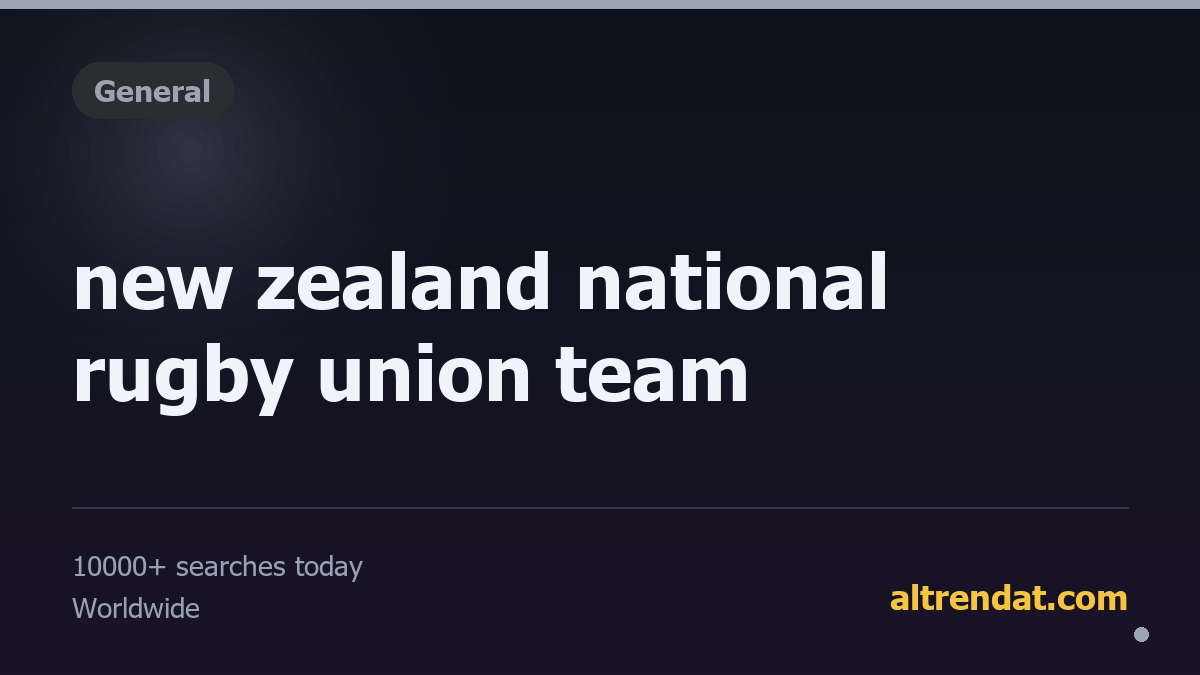 General
new zealand national
rugby union team
10000+ searches today
Worldwide
altrendat.com